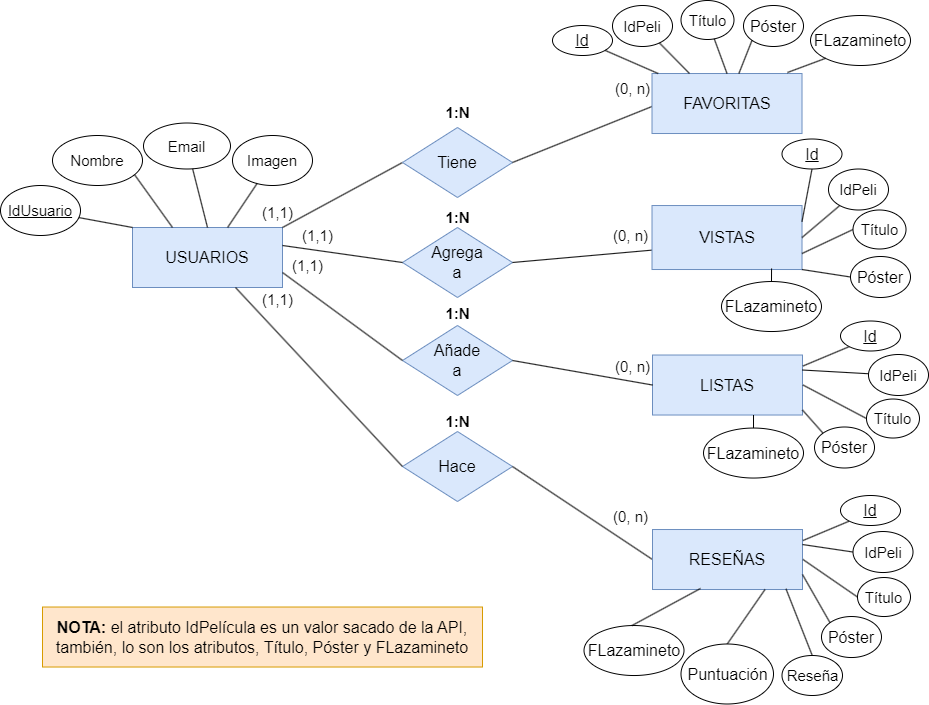 Id
IdPeli
Título
Póster
FLazamineto
(0, n)
FAVORITAS
1:N
Tiene
IdUsuario
Nombre
Email
Imagen
(1,1)
USUARIOS
(1,1)
(1,1)
(1,1)
1:N
Agrega
a
(0, n)
VISTAS
Id
IdPeli
Título
Póster
FLazamineto
1:N
Añade
a
(0, n)
LISTAS
Id
IdPeli
Título
Póster
FLazamineto
1:N
Hace
(0, n)
RESEÑAS
Id
IdPeli
Título
Póster
Reseña
Puntuación
FLazamineto
NOTA: el atributo IdPelícula es un valor sacado de la API,
también, lo son los atributos, Título, Póster y FLazamineto